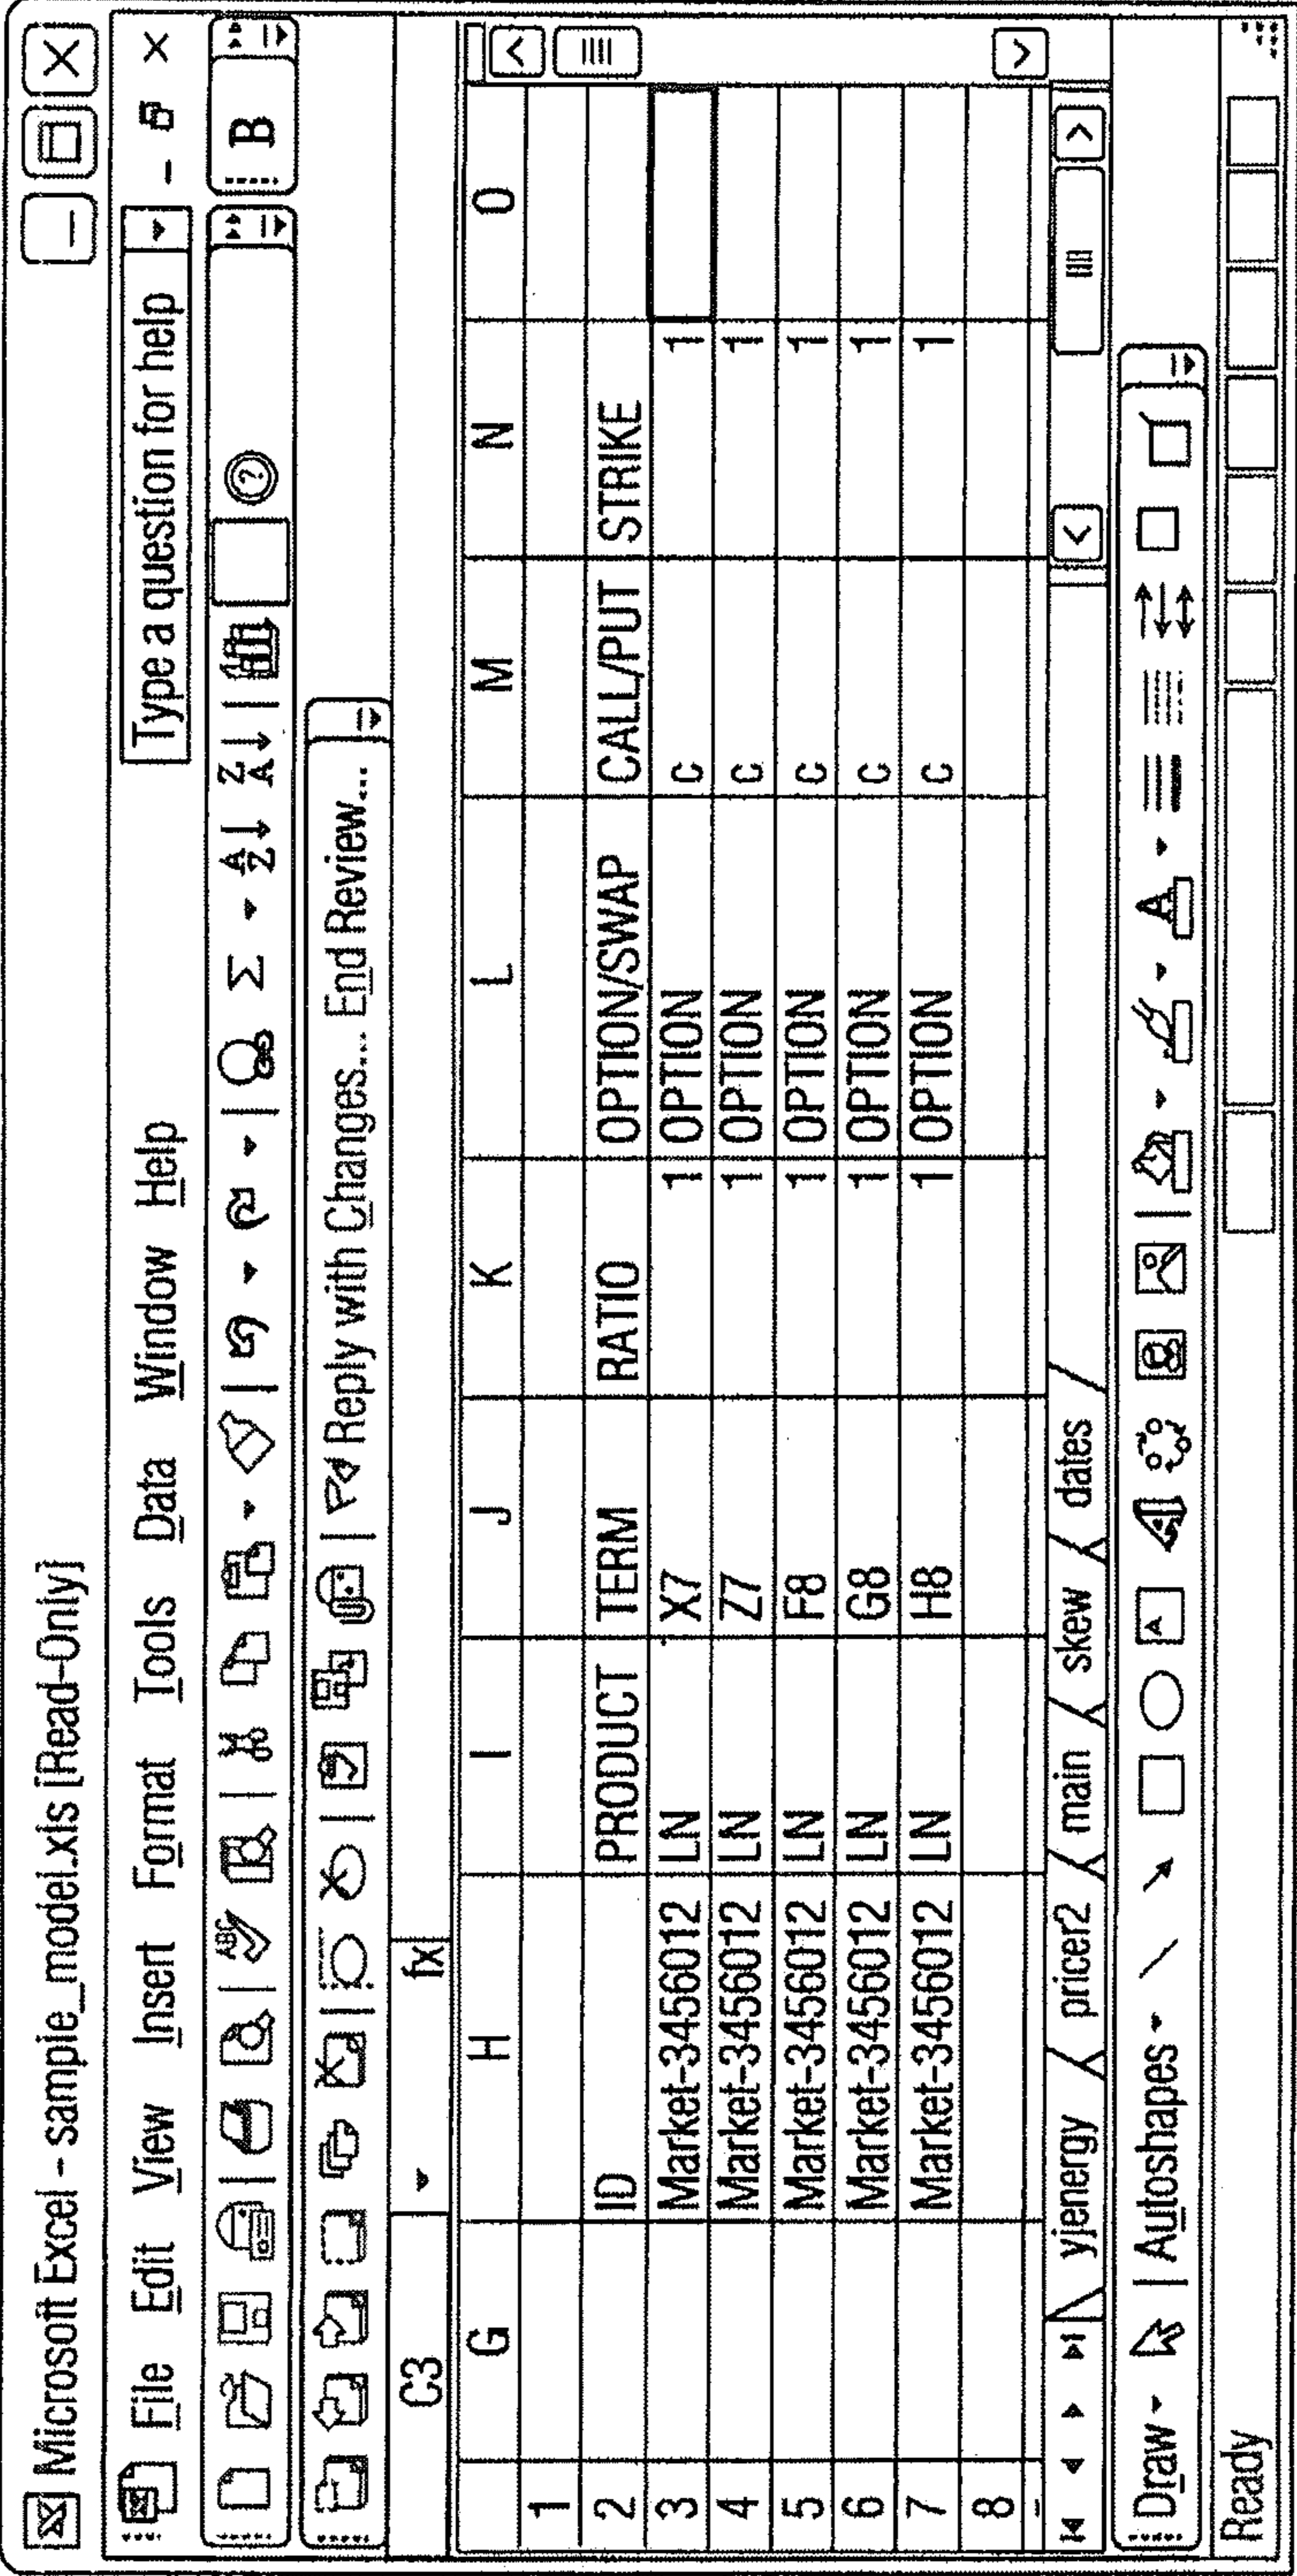 Microsoft Excel - sample_model.xls [Read-Only]
File Edit View Insert Format Tools Data Window Help Type a question for help
ABC Σ A Z Z A ? B
Reply with Changes... End Review...
C3 fx
G H I J K L M N O
1
2 ID PRODUCT TERM RATIO OPTION/SWAP CALL/PUT STRIKE
3 Market-3456012 LN X7 1 OPTION C 1
4 Market-3456012 LN Z7 1 OPTION C 1
5 Market-3456012 LN F8 1 OPTION C 1
6 Market-3456012 LN G8 1 OPTION C 1
7 Market-3456012 LN H8 1 OPTION C 1
8
yjenergy pricer2 main skew dates
Draw Autoshapes A A
Ready